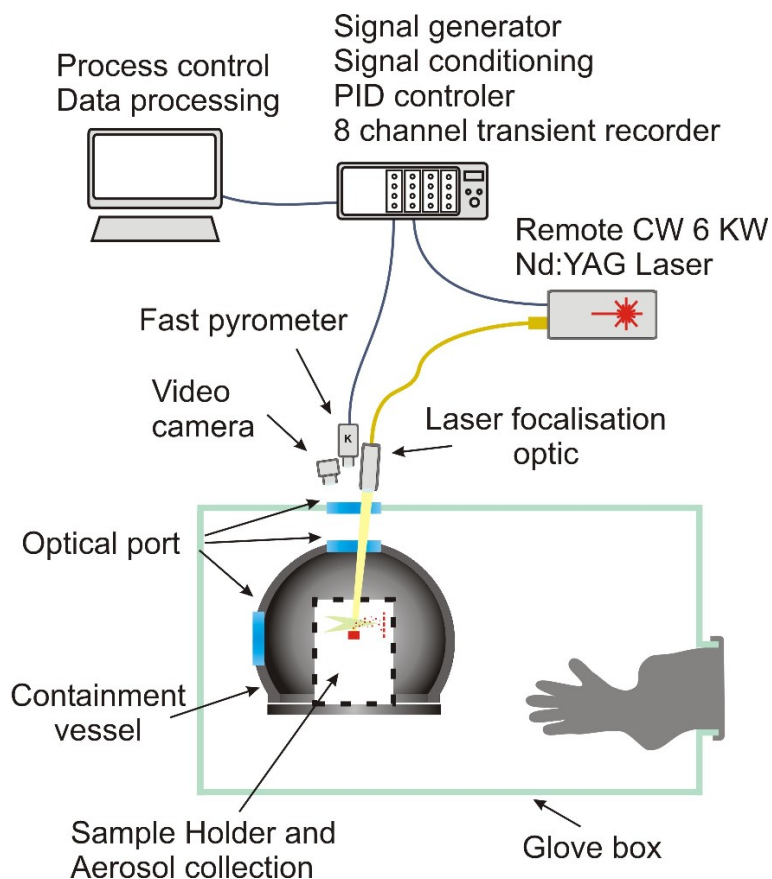 Signal generator
Signal conditioning
PID controler
8 channel transient recorder
Process control
Data processing
Remote CW 6 KW
Nd:YAG Laser
Fast pyrometer
Video
camera
K
Laser focalisation
optic
Optical port
Containment
vessel
Sample Holder and
Aerosol collection
Glove box